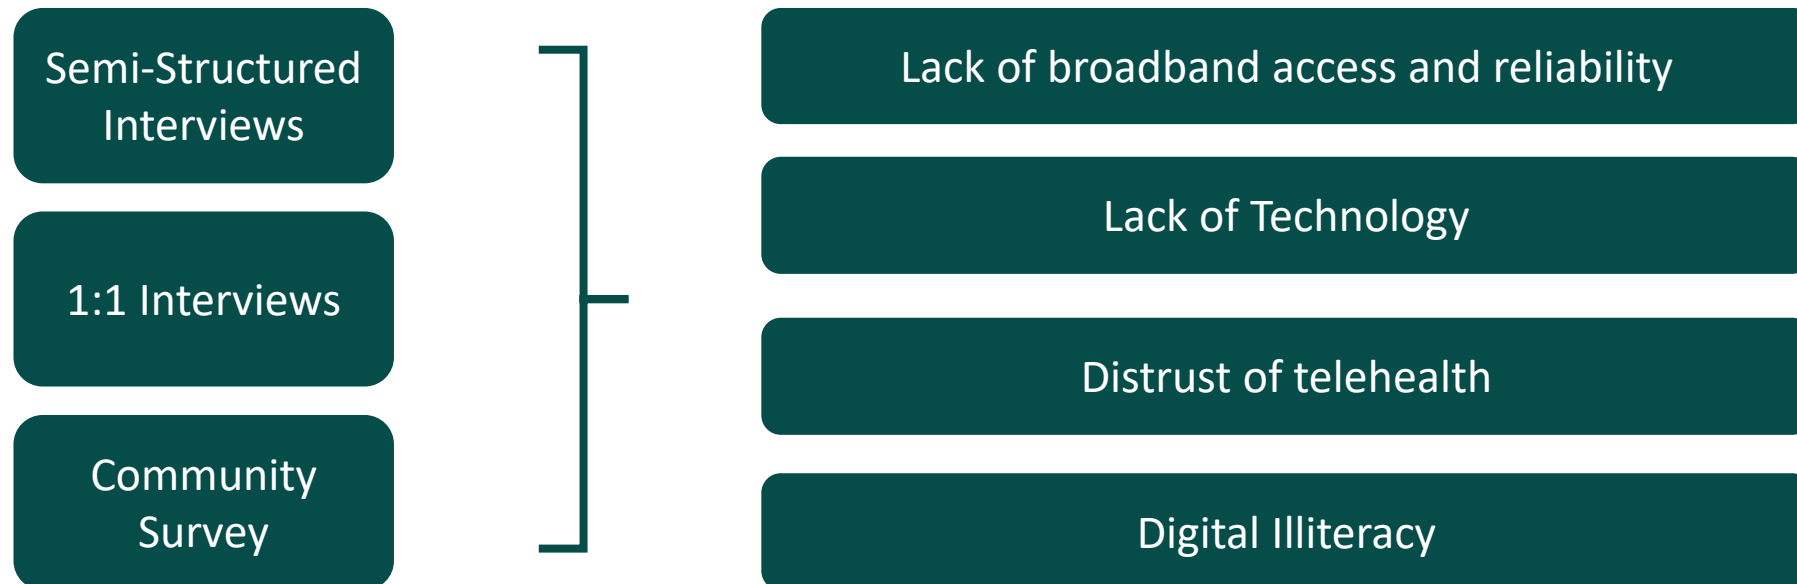 Semi-Structured
Interviews
1:1 Interviews
Community
Survey
Lack of broadband access and reliability
Lack of Technology
Distrust of telehealth
Digital Illiteracy